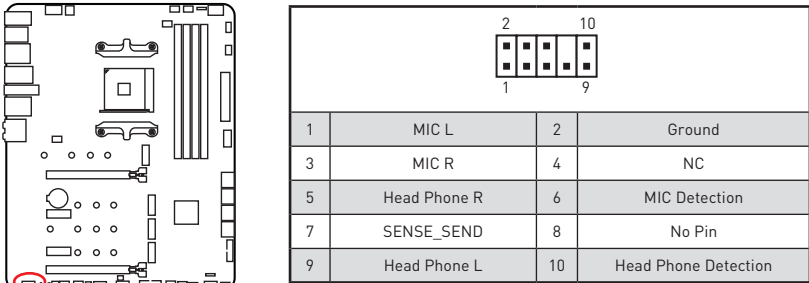 2 10
1 9
1 MIC L 2 Ground
3 MIC R 4 NC
5 Head Phone R 6 MIC Detection
7 SENSE_SEND 8 No Pin
9 Head Phone L 10 Head Phone Detection